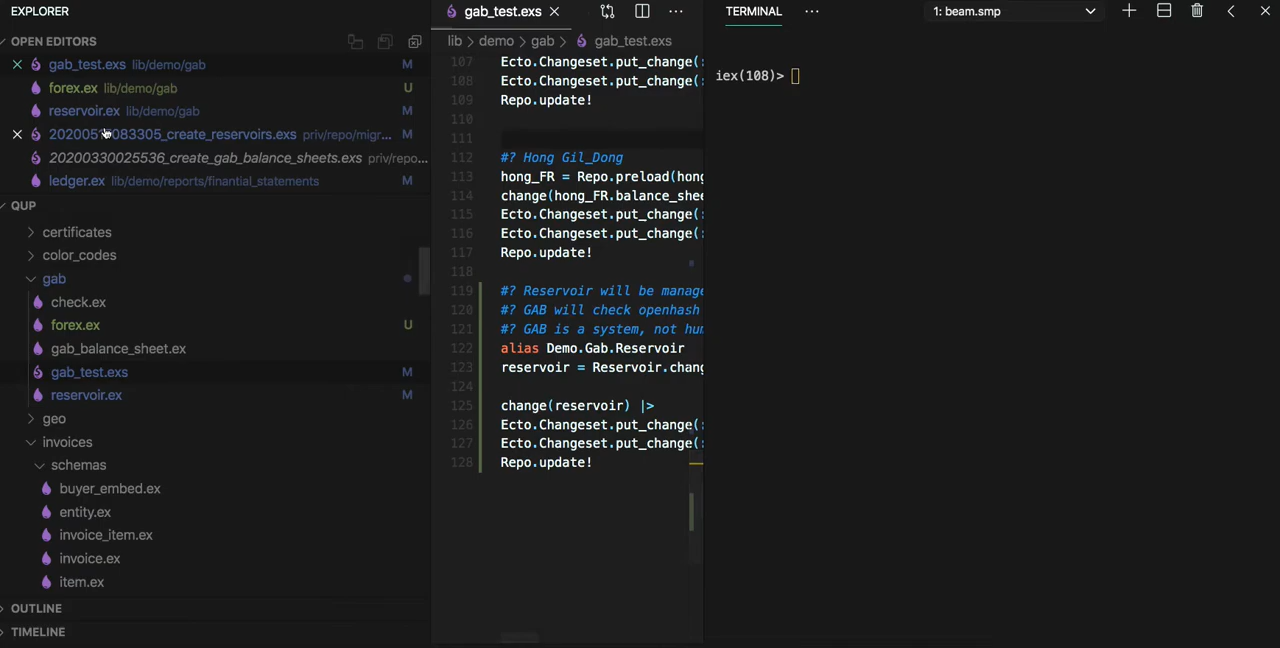 EXPLORER
OPEN EDITORS
gab_test.exs lib/demo/gab M
forex.ex lib/demo/gab U
reservoir.ex lib/demo/gab M
083305_create_reservoirs.exs priv/repo/migr... M
20200330025536_create_gab_balance_sheets.exs priv/repo...
ledger.ex lib/demo/reports/finantial_statements M
QUP
certificates
color_codes
gab
check.ex
forex.ex U
gab_balance_sheet.ex
gab_test.exs M
reservoir.ex M
geo
invoices
schemas
buyer_embed.ex
entity.ex
invoice_item.ex
invoice.ex
item.ex
OUTLINE
TIMELINE
gab_test.exs
lib > demo > gab > gab_test.exs
107 Ecto.Changeset.put_change(:
108 Ecto.Changeset.put_change(:
109 Repo.update!
110
111
112 #? Hong Gil_Dong
113 hong_FR = Repo.preload(hong
114 change(hong_FR.balance_shee
115 Ecto.Changeset.put_change(:
116 Ecto.Changeset.put_change(:
117 Repo.update!
118
119 #? Reservoir will be manage
120 #? GAB will check openhash
121 #? GAB is a system, not hum
122 alias Demo.Gab.Reservoir
123 reservoir = Reservoir.chang
124
125 change(reservoir) |>
126 Ecto.Changeset.put_change(:
127 Ecto.Changeset.put_change(:
128 Repo.update!
TERMINAL
1: beam.smp
iex(108)>